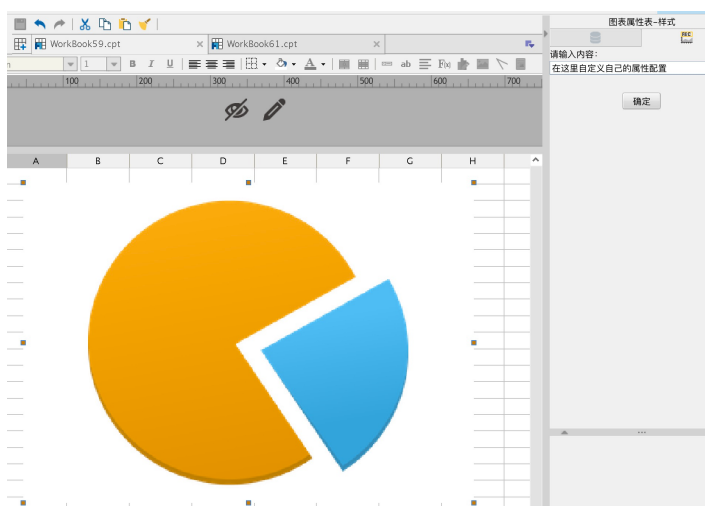 图表属性表-样式
WorkBook59.cpt
WorkBook61.cpt
请输入内容:
1 B I U ab F(x)
在这里自定义自己的属性配置
100 200 300 400 500 600 700
确定
A B C D E F G H